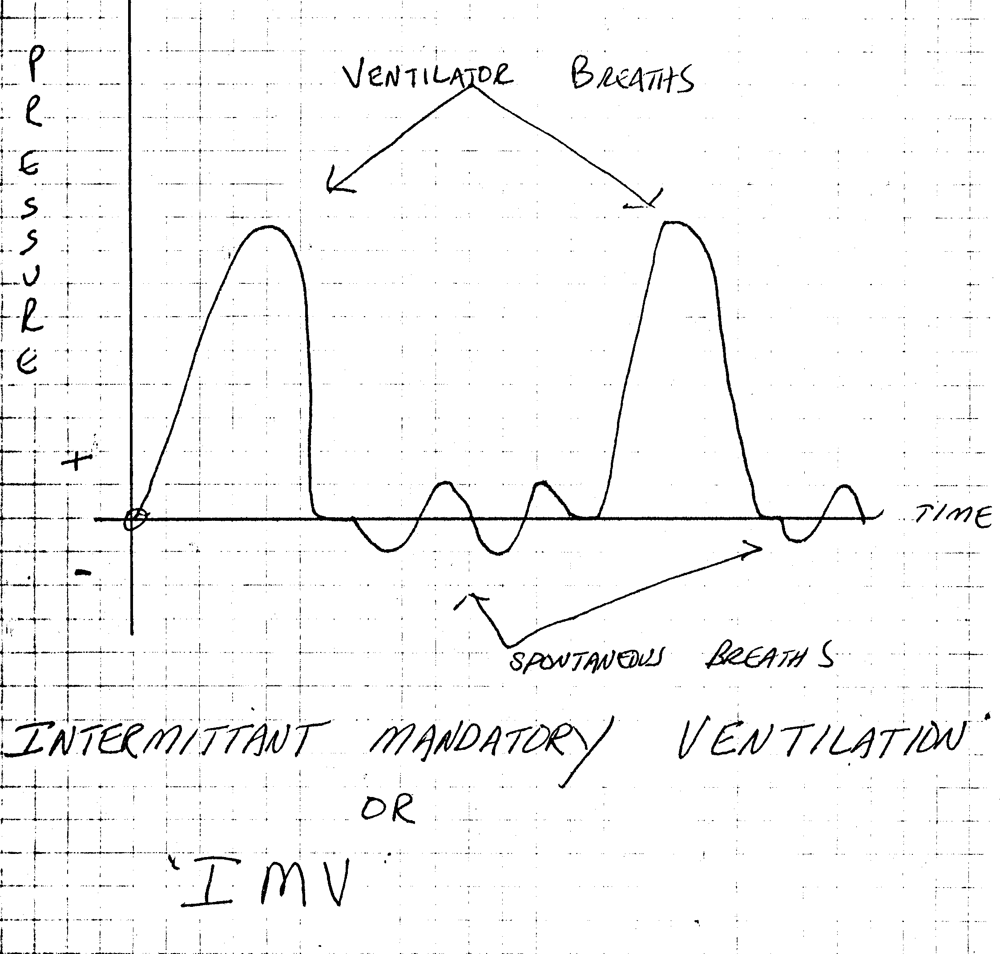 PRESSURE
VENTILATOR BREATHS
+
-
TIME
SPONTANEOUS BREATHS
INTERMITTANT MANDATORY VENTILATION
OR
"IMV"